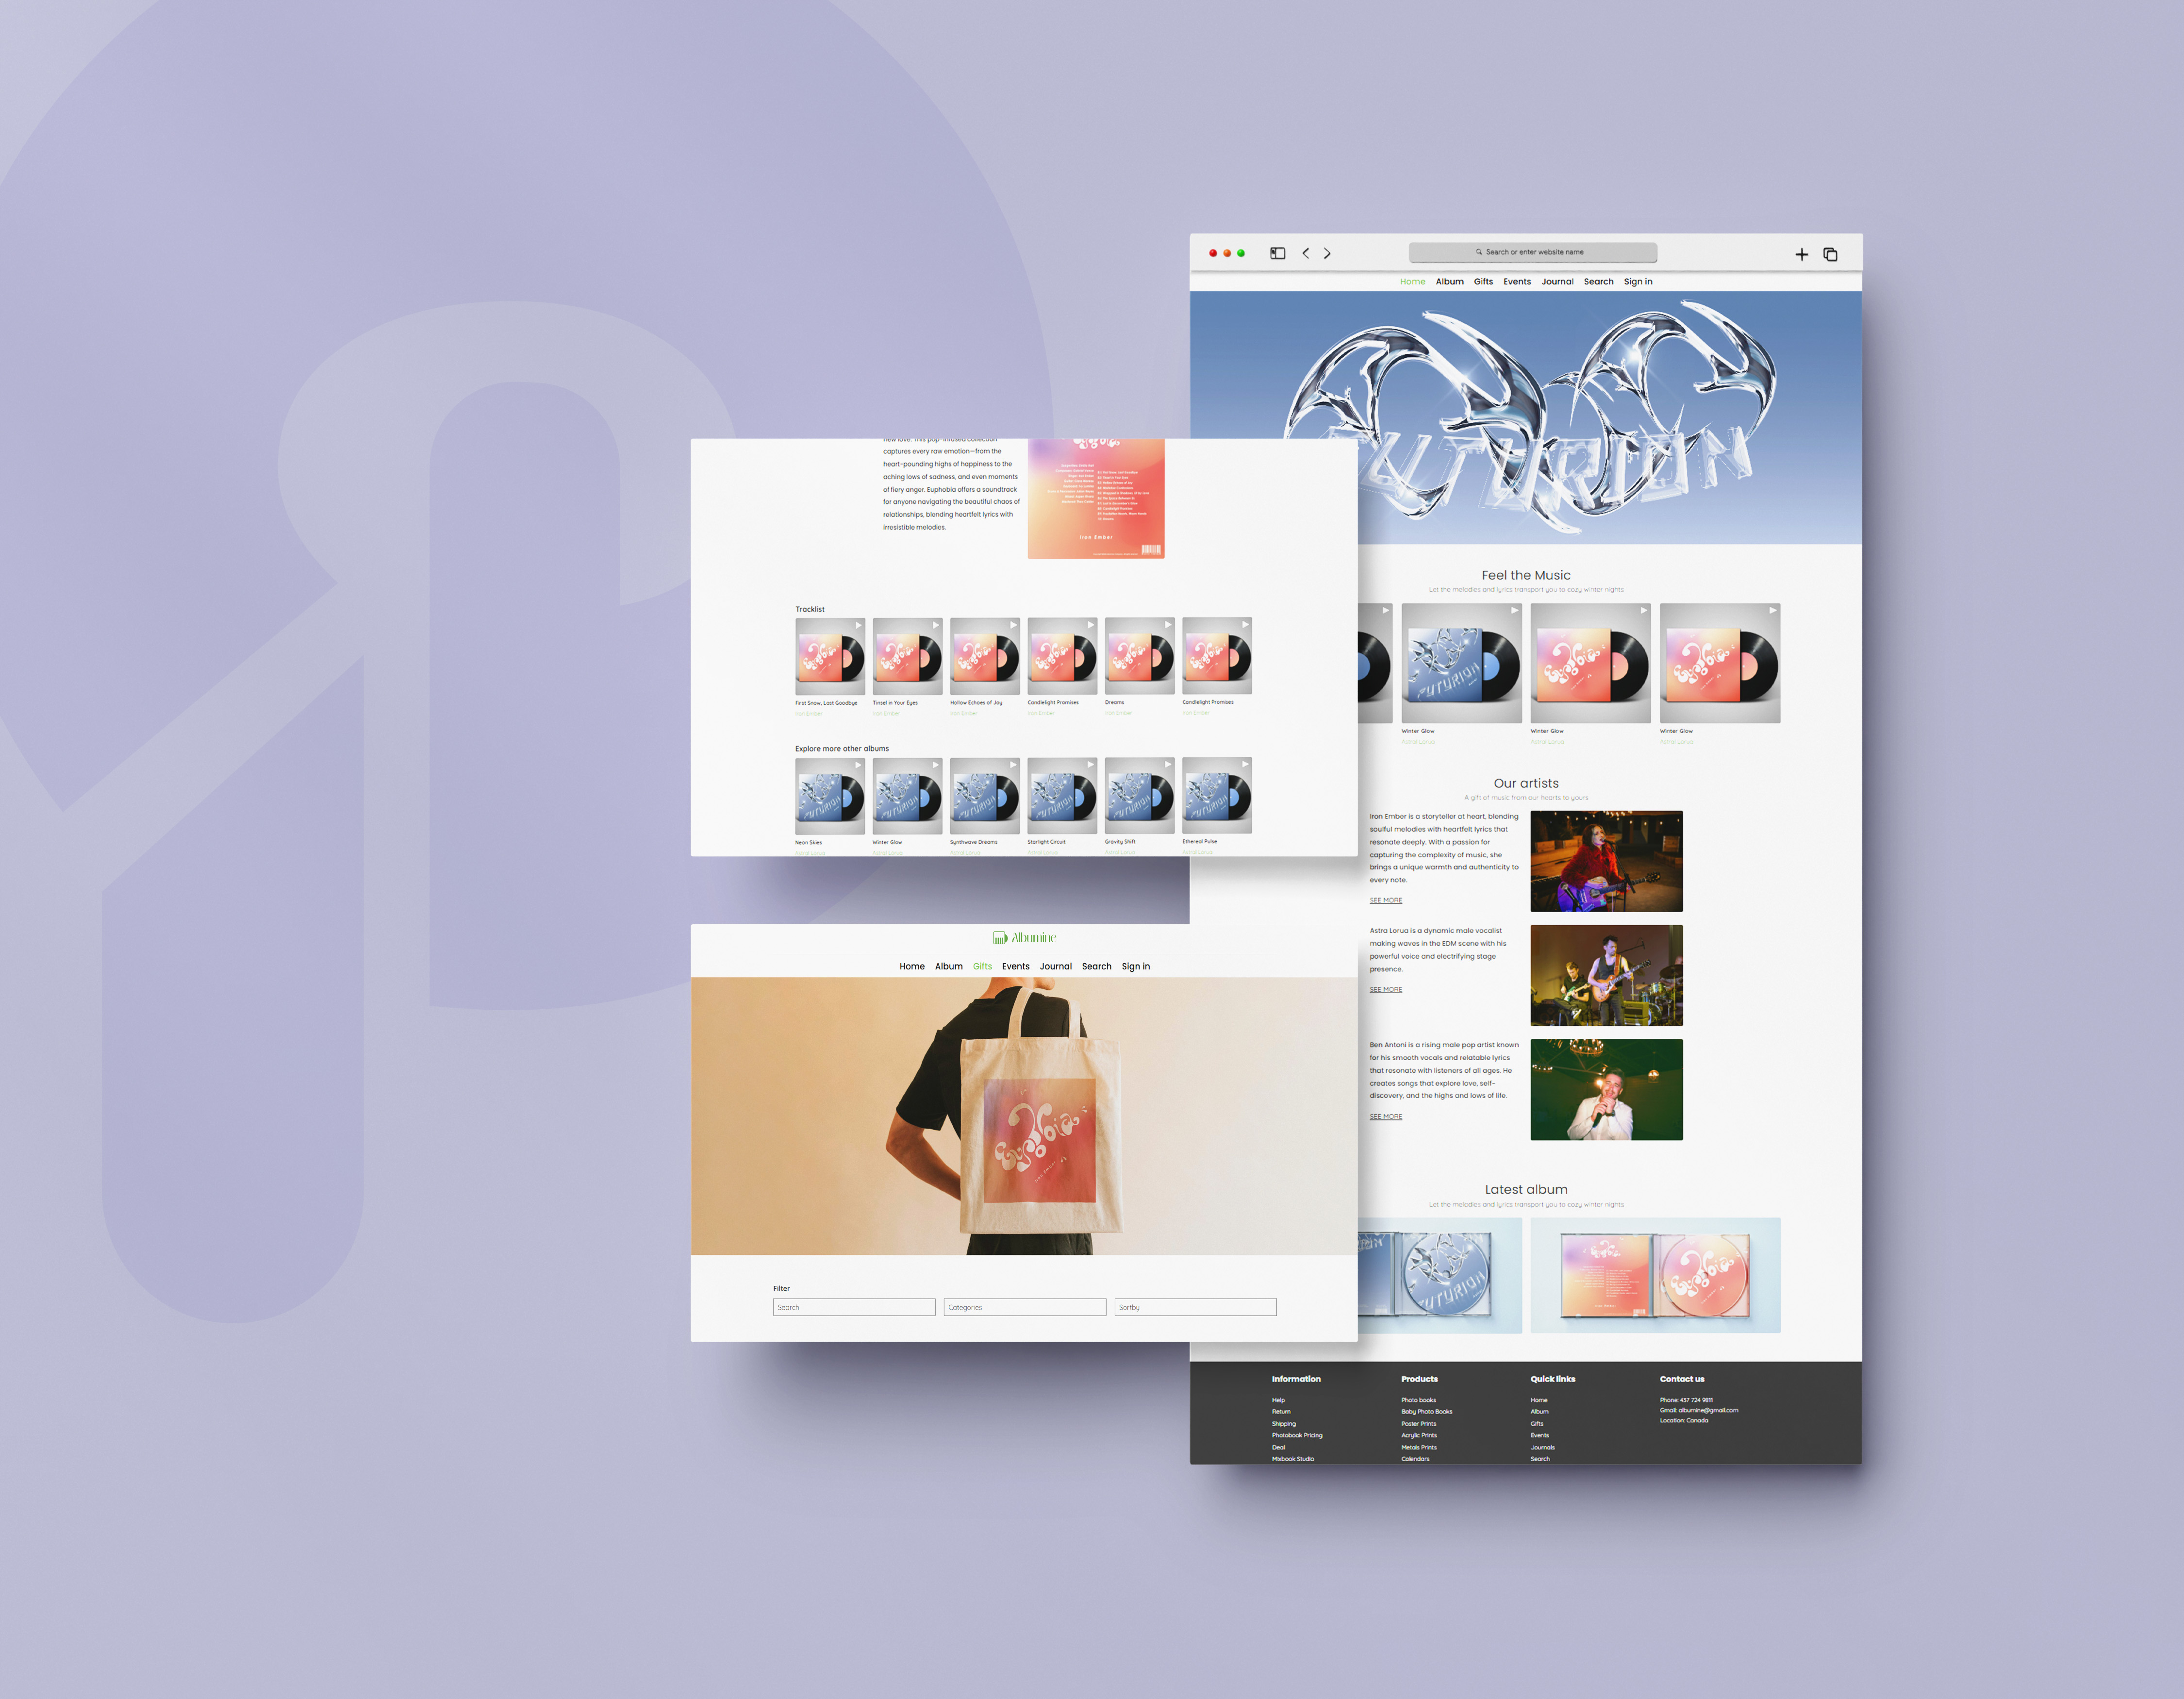 Search or enter website name
Home Album Gifts Events Journal Search Sign in
FUTURION
Feel the Music
Let the melodies and lyrics transport you to cozy winter nights
FUTURION
Euphobia
Euphobia
Winter Glow
Winter Glow
Winter Glow
Astra Lorua
Astra Lorua
Astra Lorua
Our artists
A gift of music from our hearts to yours
Iron Ember is a storyteller at heart, blending
soulful melodies with heartfelt lyrics that
resonate deeply. With a passion for
capturing the complexity of music, she
brings a unique warmth and authenticity to
every note.
SEE MORE
Astra Lorua is a dynamic male vocalist
making waves in the EDM scene with his
powerful voice and electrifying stage
presence.
SEE MORE
Ben Antoni is a rising male pop artist known
for his smooth vocals and relatable lyrics
that resonate with listeners of all ages. He
creates songs that explore love, self-
discovery, and the highs and lows of life.
SEE MORE
Latest album
Let the melodies and lyrics transport you to cozy winter nights
FUTURION
Euphobia
Information
Help
Return
Shipping
Photobook Pricing
Deal
Mixbook Studio
Products
Photo books
Baby Photo Books
Poster Prints
Acrylic Prints
Metals Prints
Calendars
Quick links
Home
Album
Gifts
Events
Journals
Search
Contact us
Phone: 437 724 9811
Gmail: albumine@gmail.com
Location: Canada
new love. This pop-infused collection
captures every raw emotion—from the
heart-pounding highs of happiness to the
aching lows of sadness, and even moments
of fiery anger. Euphobia offers a soundtrack
for anyone navigating the beautiful chaos of
relationships, blending heartfelt lyrics with
irresistible melodies.
Iron Ember
Tracklist
First Snow, Last Goodbye
Tinsel in Your Eyes
Hollow Echoes of Joy
Candlelight Promises
Dreams
Candlelight Promises
Iron Ember
Iron Ember
Iron Ember
Iron Ember
Iron Ember
Iron Ember
Explore more other albums
Neon Skies
Winter Glow
Synthwave Dreams
Starlight Circuit
Gravity Shift
Ethereal Pulse
Astra Lorua
Astra Lorua
Astra Lorua
Astra Lorua
Astra Lorua
Astra Lorua
Albumine
Home Album Gifts Events Journal Search Sign in
Euphobia
Iron Ember
Filter
Search
Categories
Sortby